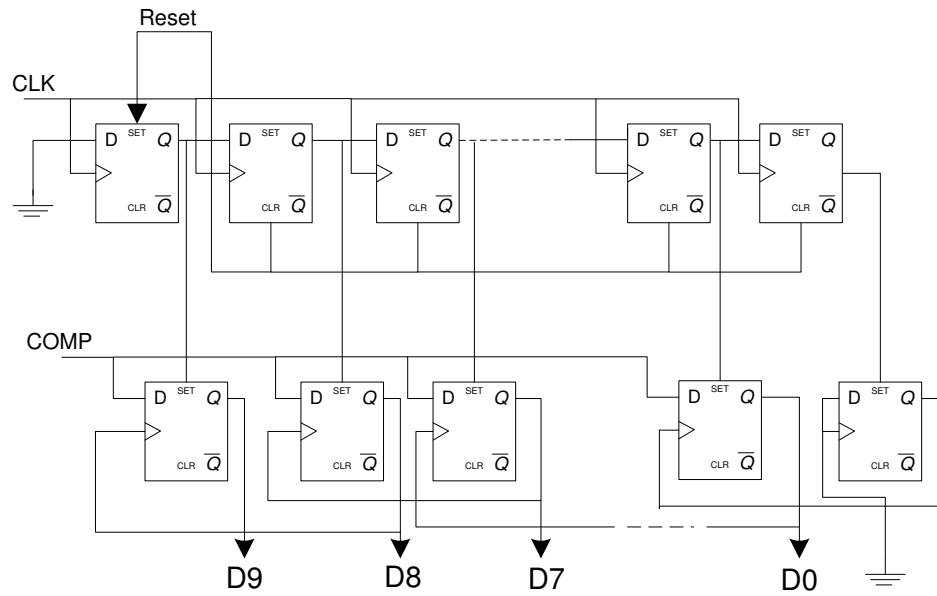 Reset
CLK
D SET Q D SET Q D SET Q D SET Q D SET Q
CLR Q̅ CLR Q̅ CLR Q̅ CLR Q̅ CLR Q̅
COMP
D SET Q D SET Q D SET Q D SET Q D SET Q
CLR Q̅ CLR Q̅ CLR Q̅ CLR Q̅ CLR Q̅
D9 D8 D7 D0